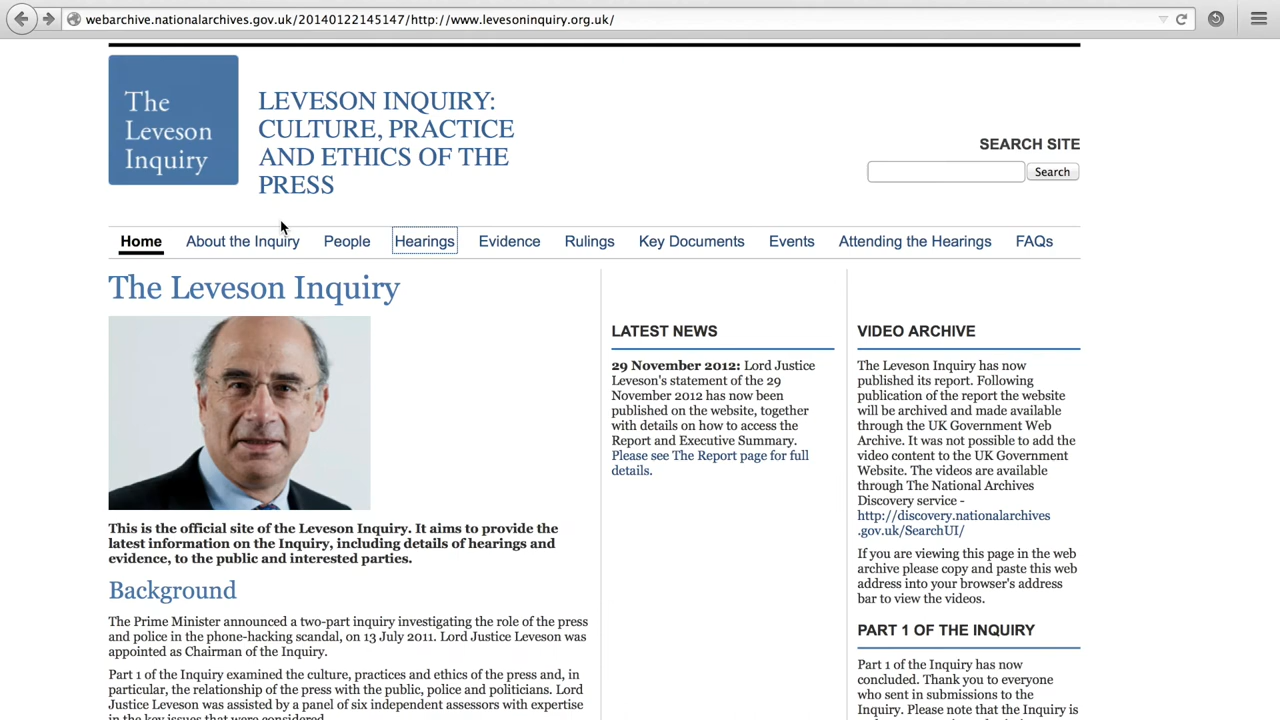 webarchive.nationalarchives.gov.uk/20140122145147/http://www.levesoninquiry.org.uk/
The
Leveson
Inquiry
LEVESON INQUIRY:
CULTURE, PRACTICE
AND ETHICS OF THE
PRESS
SEARCH SITE
Search
Home About the Inquiry People Hearings Evidence Rulings Key Documents Events Attending the Hearings FAQs
The Leveson Inquiry
This is the official site of the Leveson Inquiry. It aims to provide the
latest information on the Inquiry, including details of hearings and
evidence, to the public and interested parties.
Background
The Prime Minister announced a two-part inquiry investigating the role of the press
and police in the phone-hacking scandal, on 13 July 2011. Lord Justice Leveson was
appointed as Chairman of the Inquiry.
Part 1 of the Inquiry examined the culture, practices and ethics of the press and, in
particular, the relationship of the press with the public, police and politicians. Lord
Justice Leveson was assisted by a panel of six independent assessors with expertise
in the key issues that were considered.
LATEST NEWS
29 November 2012: Lord Justice
Leveson's statement of the 29
November 2012 has now been
published on the website, together
with details on how to access the
Report and Executive Summary.
Please see The Report page for full
details.
VIDEO ARCHIVE
The Leveson Inquiry has now
published its report. Following
publication of the report the website
will be archived and made available
through the UK Government Web
Archive. It was not possible to add the
video content to the UK Government
Website. The videos are available
through The National Archives
Discovery service -
http://discovery.nationalarchives
.gov.uk/SearchUI/
If you are viewing this page in the web
archive please copy and paste this web
address into your browser's address
bar to view the videos.
PART 1 OF THE INQUIRY
Part 1 of the Inquiry has now
concluded. Thank you to everyone
who sent in submissions to the
Inquiry. Please note that the Inquiry is